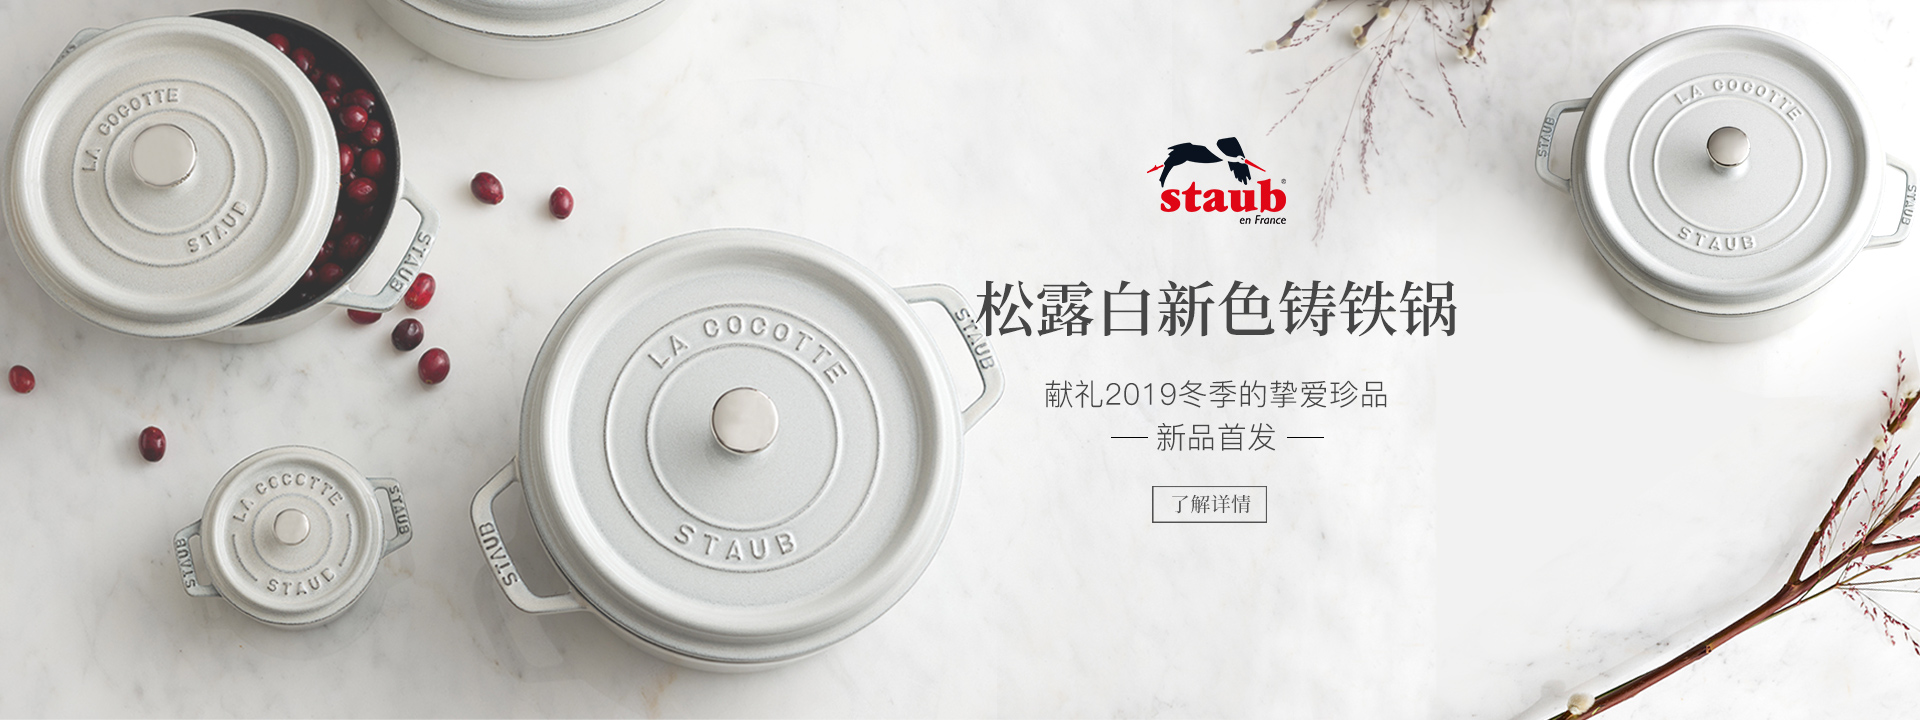 LA COCOTTE
STAUB
STAUB
LA COCOTTE
STAUB
STAUB
STAUB
LA COCOTTE
STAUB
STAUB
STAUB
LA COCOTTE
STAUB
STAUB
STAUB
staub®
en France
松露白新色铸铁锅
献礼2019冬季的挚爱珍品
新品首发
了解详情